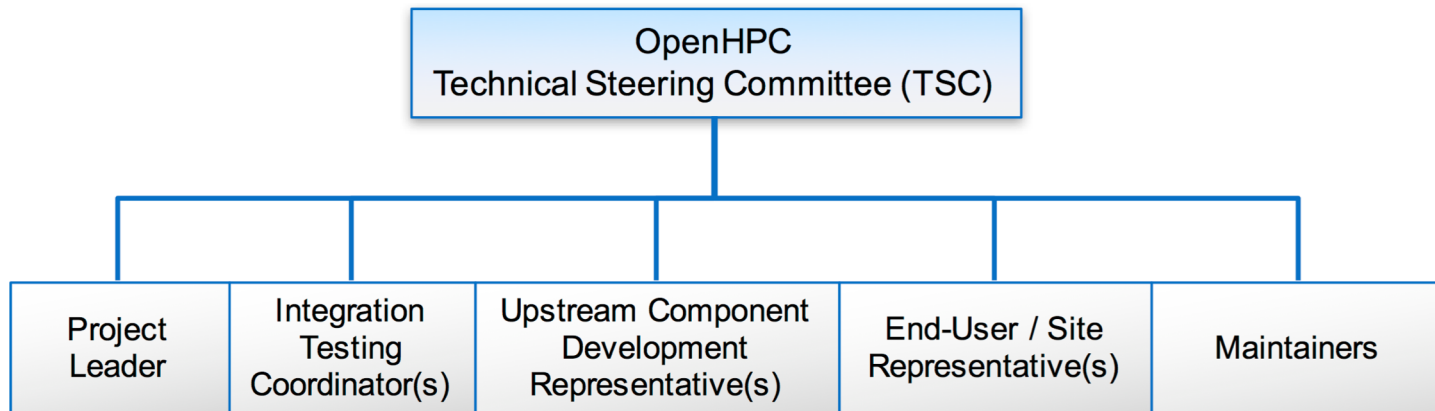 OpenHPC
Technical Steering Committee (TSC)
Project
Leader
Integration
Testing
Coordinator(s)
Upstream Component
Development
Representative(s)
End-User / Site
Representative(s)
Maintainers